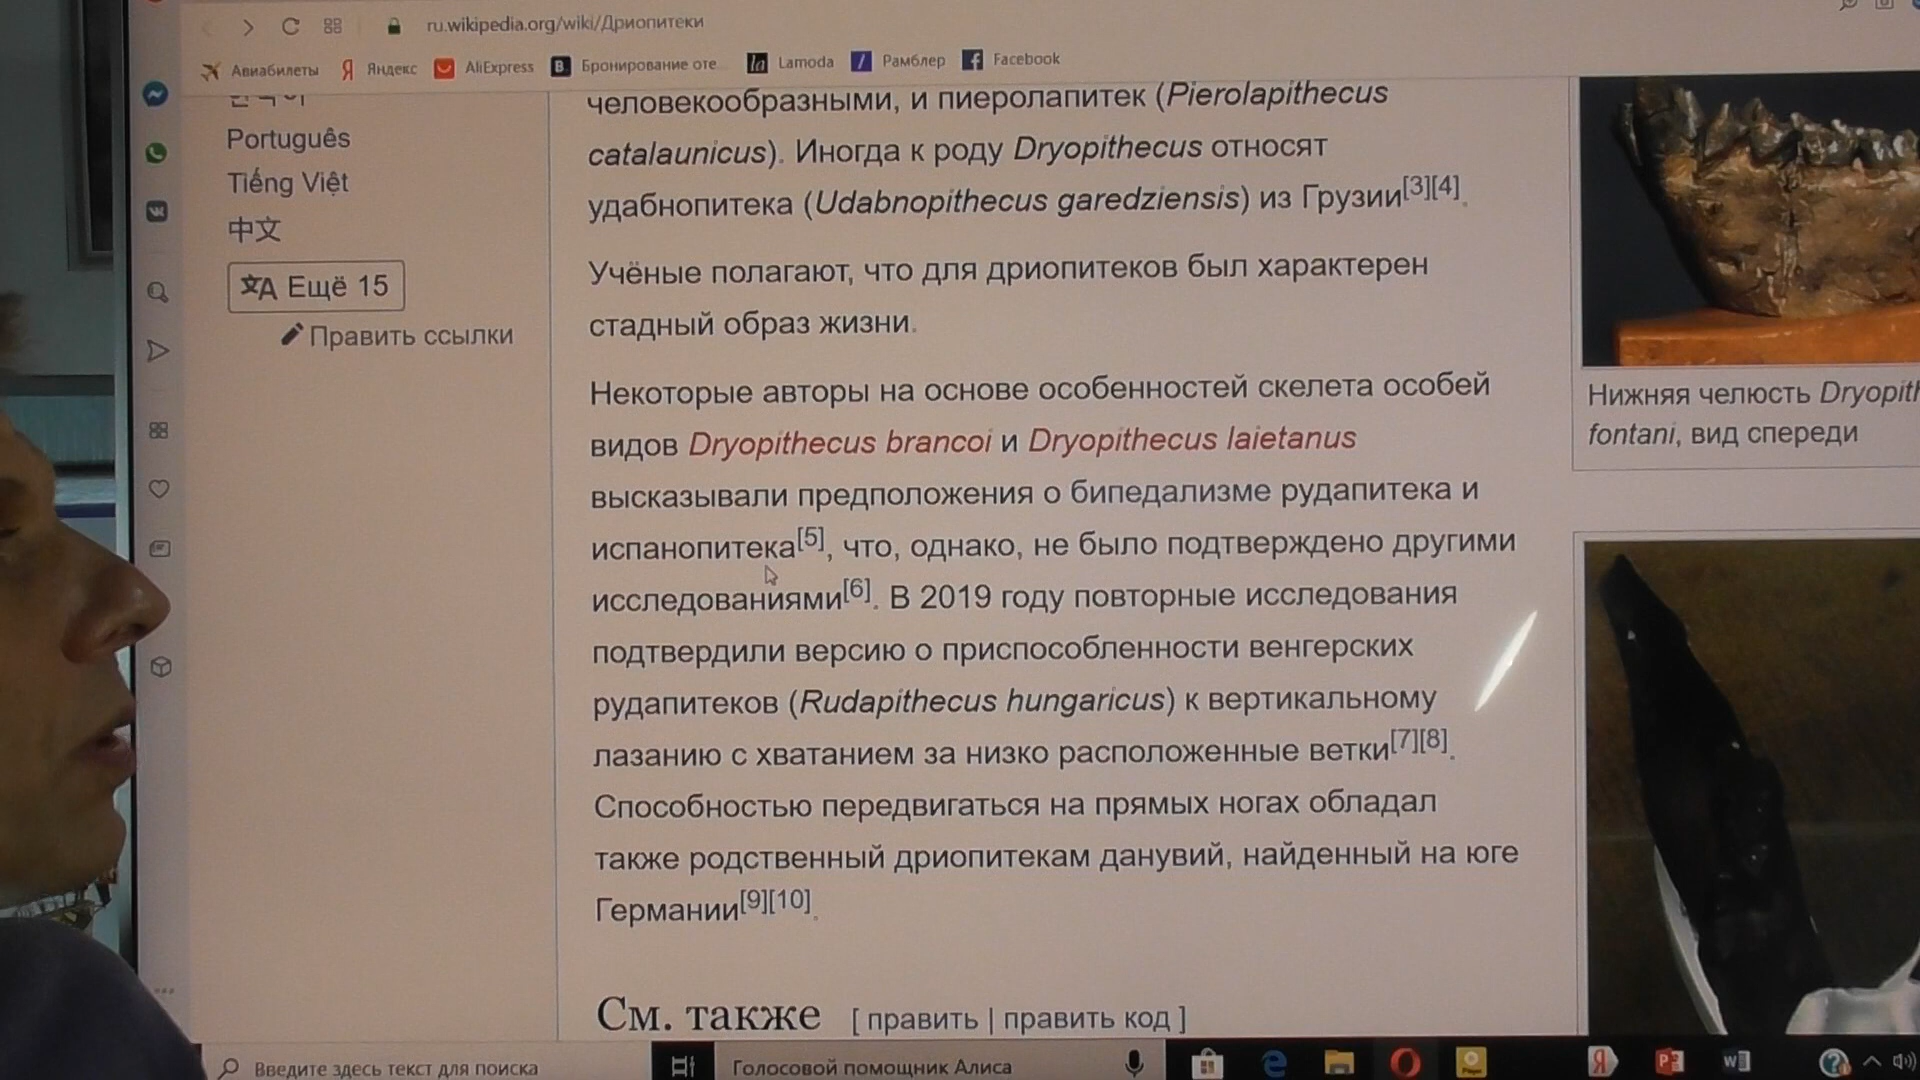 ru.wikipedia.org/wiki/Дриопитеки
Авиабилеты Яндекс AliExpress Бронирование оте Lamoda Рамблер Facebook
Português
Tiếng Việt
中文
Ещё 15
Править ссылки
человекообразными, и пиеролапитек (Pierolapithecus
catalaunicus). Иногда к роду Dryopithecus относят
удабнопитека (Udabnopithecus garedziensis) из Грузии[3][4].
Учёные полагают, что для дриопитеков был характерен
стадный образ жизни.
Некоторые авторы на основе особенностей скелета особей
видов Dryopithecus brancoi и Dryopithecus laietanus
высказывали предположения о бипедализме рудапитека и
испанопитека[5], что, однако, не было подтверждено другими
исследованиями[6]. В 2019 году повторные исследования
подтвердили версию о приспособленности венгерских
рудапитеков (Rudapithecus hungaricus) к вертикальному
лазанию с хватанием за низко расположенные ветки[7][8].
Способностью передвигаться на прямых ногах обладал
также родственный дриопитекам данувий, найденный на юге
Германии[9][10].
См. также [ править | править код ]
Нижняя челюсть Dryopith
fontani, вид спереди
Введите здесь текст для поиска
Голосовой помощник Алиса